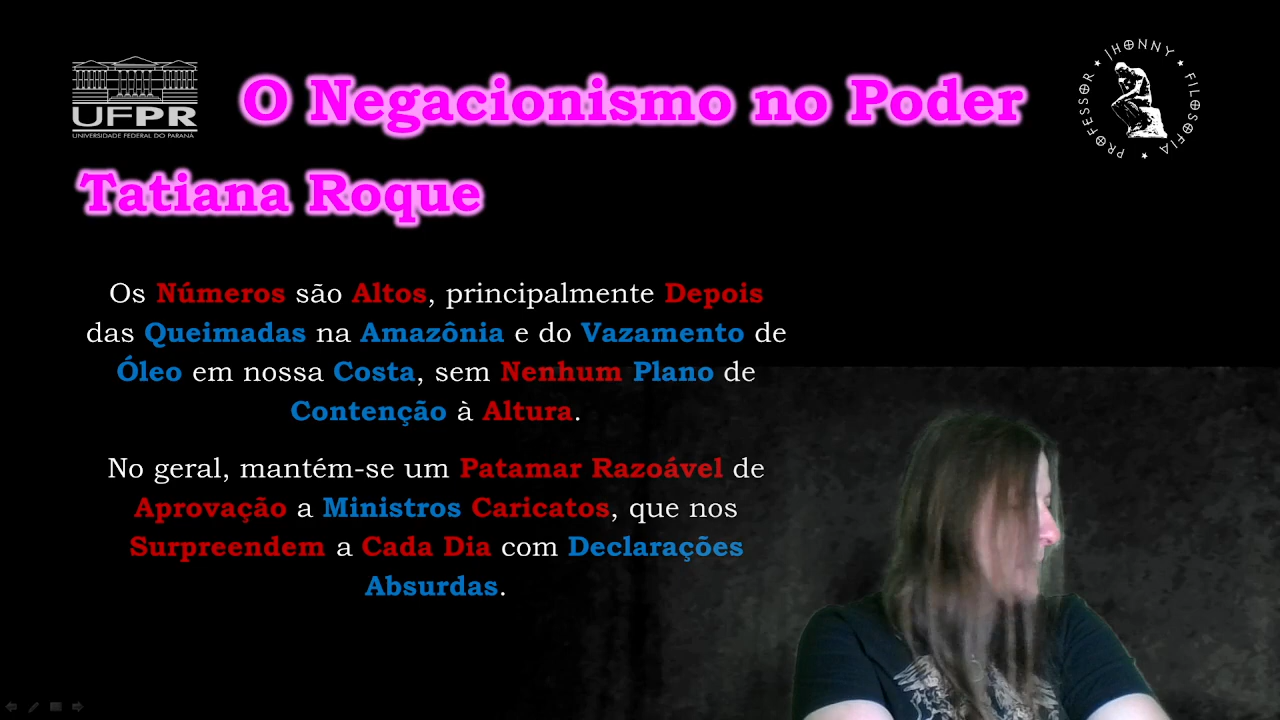 O Negacionismo no Poder
UFPR
UNIVERSIDADE FEDERAL DO PARANÁ
PROFESSOR ★ JHONNY ★ FILOSOFIA ★
Tatiana Roque
Os Números são Altos, principalmente Depois
das Queimadas na Amazônia e do Vazamento de
Óleo em nossa Costa, sem Nenhum Plano de
Contenção à Altura.
No geral, mantém-se um Patamar Razoável de
Aprovação a Ministros Caricatos, que nos
Surpreendem a Cada Dia com Declarações
Absurdas.